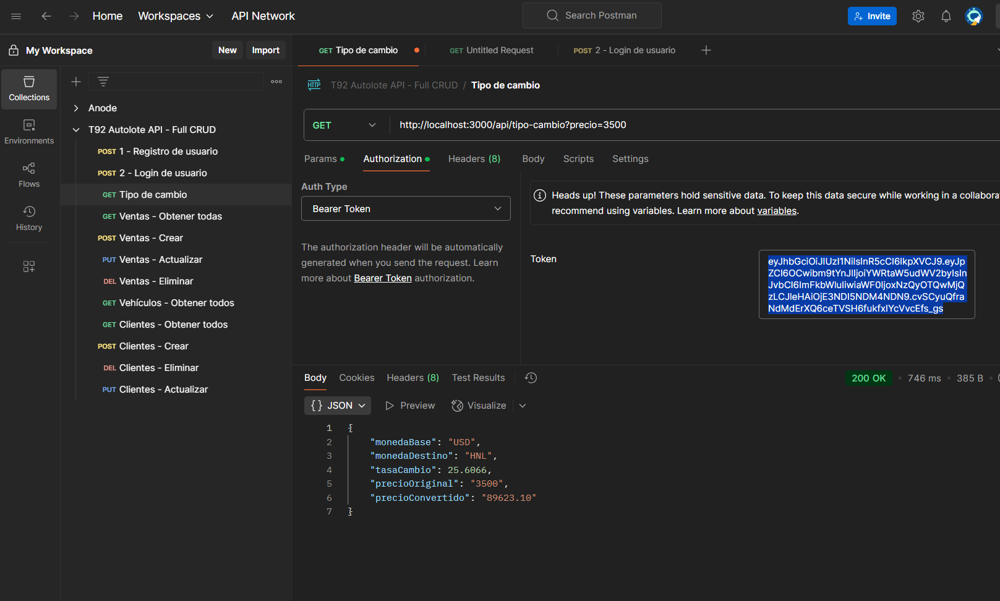 Home
Workspaces
API Network
Search Postman
Invite
My Workspace
New
Import
GET Tipo de cambio
GET Untitled Request
POST 2 - Login de usuario
Collections
Environments
Flows
History
Anode
T92 Autolote API - Full CRUD
POST 1 - Registro de usuario
POST 2 - Login de usuario
GET Tipo de cambio
GET Ventas - Obtener todas
POST Ventas - Crear
PUT Ventas - Actualizar
DEL Ventas - Eliminar
GET Vehículos - Obtener todos
GET Clientes - Obtener todos
POST Clientes - Crear
DEL Clientes - Eliminar
PUT Clientes - Actualizar
HTTP T92 Autolote API - Full CRUD / Tipo de cambio
GET http://localhost:3000/api/tipo-cambio?precio=3500
Params
Authorization
Headers (8)
Body
Scripts
Settings
Auth Type
Bearer Token
The authorization header will be automatically
generated when you send the request. Learn
more about Bearer Token authorization.
Heads up! These parameters hold sensitive data. To keep this data secure while working in a collabora
recommend using variables. Learn more about variables.
Token
Body
Cookies
Headers (8)
Test Results
200 OK
746 ms
385 B
{} JSON
Preview
Visualize
1 {
2 "monedaBase": "USD",
3 "monedaDestino": "HNL",
4 "tasaCambio": 25.6066,
5 "precioOriginal": "3500",
6 "precioConvertido": "89623.10"
7 }